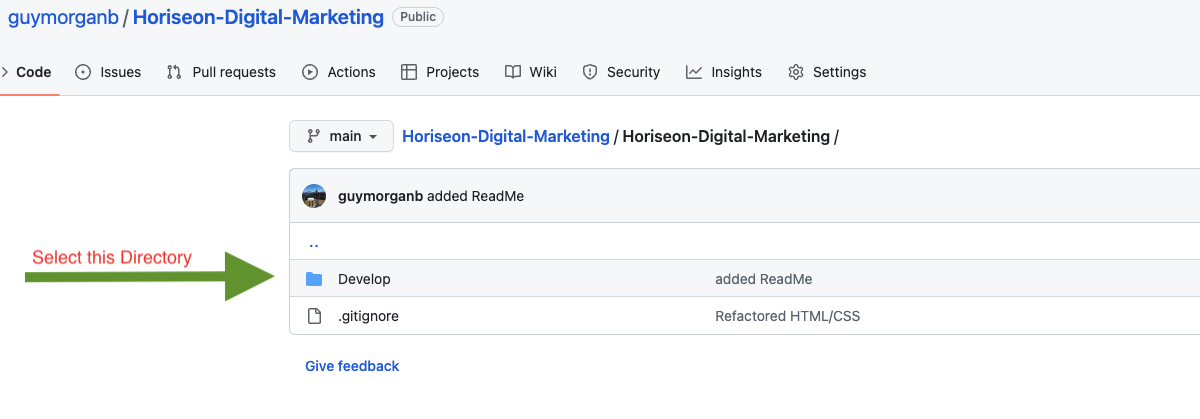 guymorganb / Horiseon-Digital-Marketing Public
Code Issues Pull requests Actions Projects Wiki Security Insights Settings
main Horiseon-Digital-Marketing / Horiseon-Digital-Marketing /
guymorganb added ReadMe
..
Select this Directory
Develop added ReadMe
.gitignore Refactored HTML/CSS
Give feedback